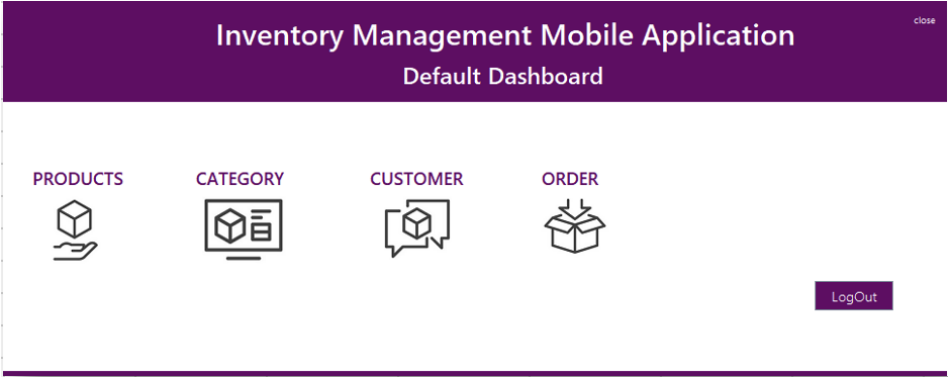 close
Inventory Management Mobile Application
Default Dashboard
PRODUCTS
CATEGORY
CUSTOMER
ORDER
LogOut